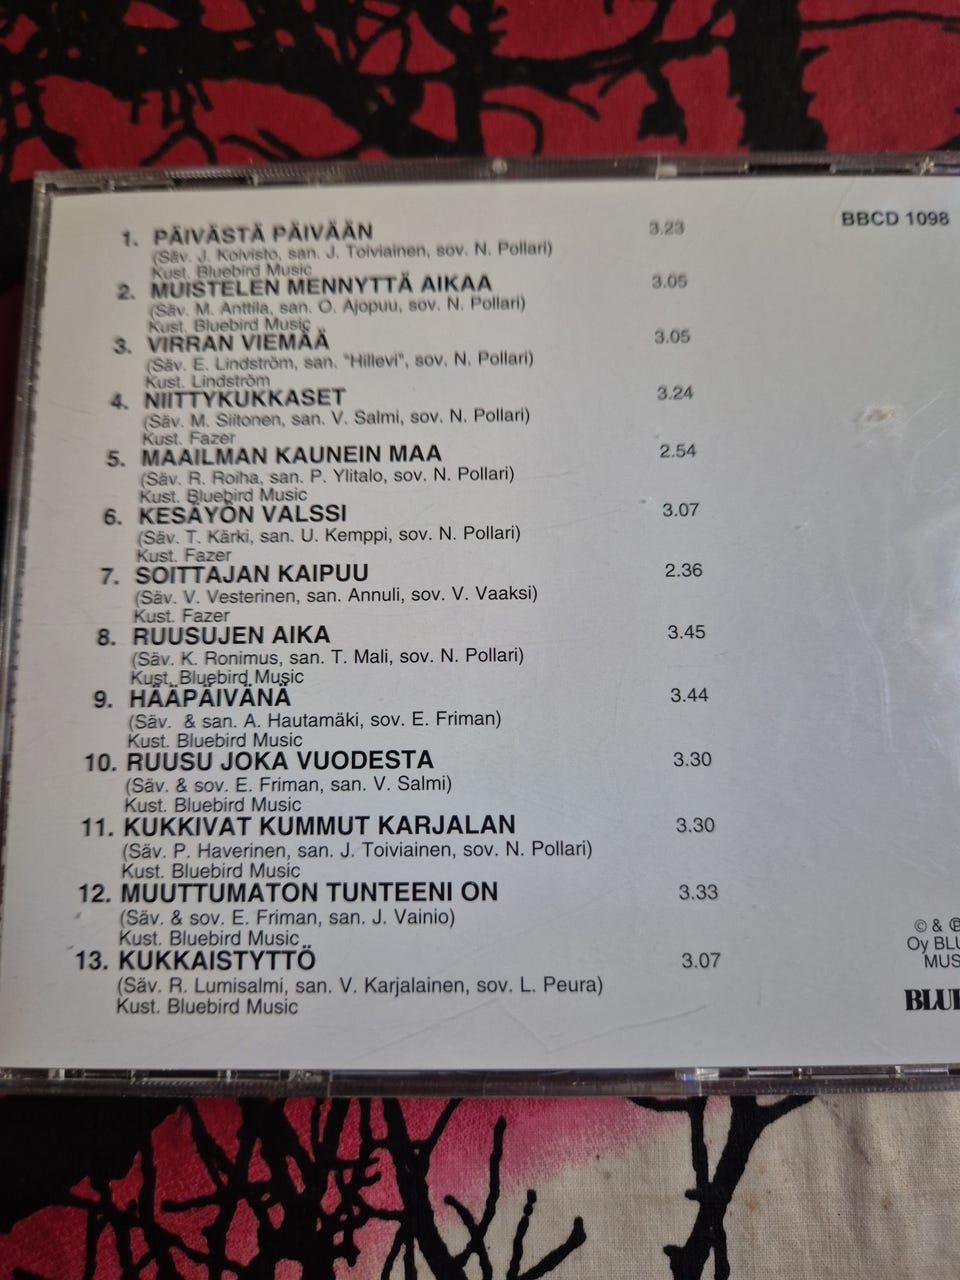 BBCD 1098
1. PÄIVÄSTÄ PÄIVÄÄN 3.23
(Säv. J. Koivisto, san. J. Toiviainen, sov. N. Pollari)
Kust. Bluebird Music
2. MUISTELEN MENNYTTÄ AIKAA 3.05
(Säv. M. Anttila, san. O. Ajopuu, sov. N. Pollari)
Kust. Bluebird Music
3. VIRRAN VIEMÄÄ 3.05
(Säv. E. Lindström, san. "Hillevi", sov. N. Pollari)
Kust. Lindström
4. NIITTYKUKKASET 3.24
(Säv. M. Siitonen, san. V. Salmi, sov. N. Pollari)
Kust. Fazer
5. MAAILMAN KAUNEIN MAA 2.54
(Säv. R. Roiha, san. P. Ylitalo, sov. N. Pollari)
Kust. Bluebird Music
6. KESÄYÖN VALSSI 3.07
(Säv. T. Kärki, san. U. Kemppi, sov. N. Pollari)
Kust. Fazer
7. SOITTAJAN KAIPUU 2.36
(Säv. V. Vesterinen, san. Annuli, sov. V. Vaaksi)
Kust. Fazer
8. RUUSUJEN AIKA 3.45
(Säv. K. Ronimus, san. T. Mali, sov. N. Pollari)
Kust. Bluebird Music
9. HÄÄPÄIVÄNÄ 3.44
(Säv. & san. A. Hautamäki, sov. E. Friman)
Kust. Bluebird Music
10. RUUSU JOKA VUODESTA 3.30
(Säv. & sov. E. Friman, san. V. Salmi)
Kust. Bluebird Music
11. KUKKIVAT KUMMUT KARJALAN 3.30
(Säv. P. Haverinen, san. J. Toiviainen, sov. N. Pollari)
Kust. Bluebird Music
12. MUUTTUMATON TUNTEENI ON 3.33
(Säv. & sov. E. Friman, san. J. Vainio)
Kust. Bluebird Music
13. KUKKAISTYTTÖ 3.07
(Säv. R. Lumisalmi, san. V. Karjalainen, sov. L. Peura)
Kust. Bluebird Music
© & ℗
Oy BLU
MUS
BLUE